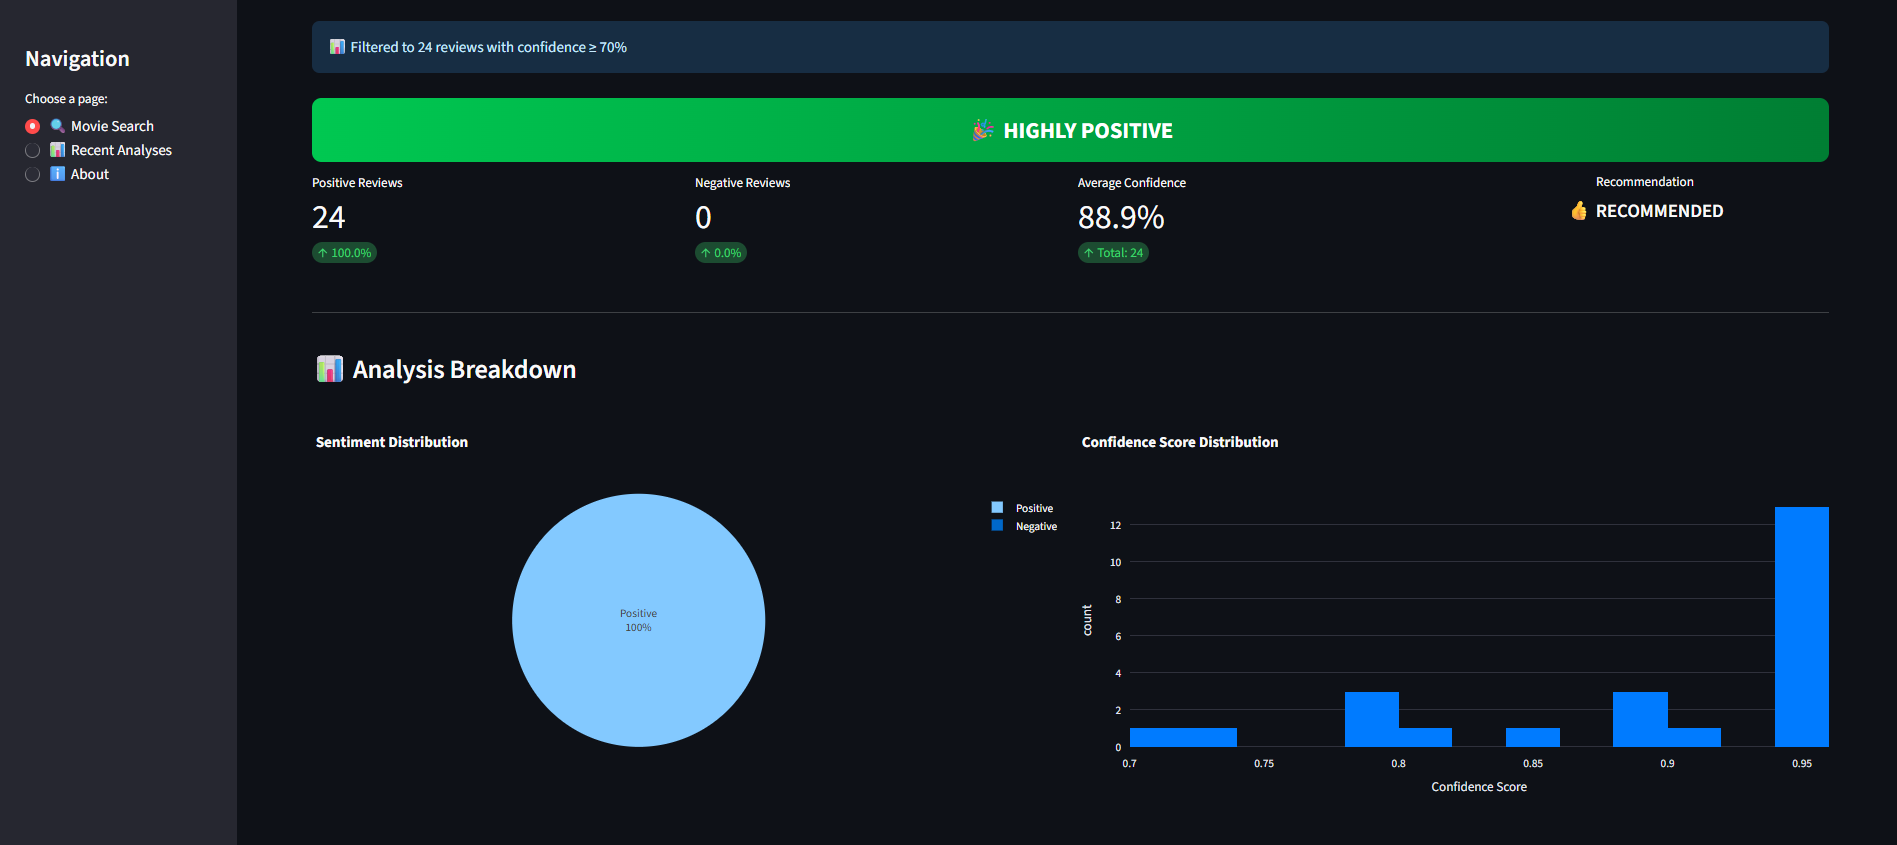 Navigation
Choose a page:
🔍 Movie Search
📊 Recent Analyses
ℹ️ About
📊 Filtered to 24 reviews with confidence ≥ 70%
🎉 HIGHLY POSITIVE
Positive Reviews
24
↑ 100.0%
Negative Reviews
0
↑ 0.0%
Average Confidence
88.9%
↑ Total: 24
Recommendation
👍 RECOMMENDED
📊 Analysis Breakdown
Sentiment Distribution
Positive
100%
Positive
Negative
Confidence Score Distribution
count
12
10
8
6
4
2
0
0.7
0.75
0.8
0.85
0.9
0.95
Confidence Score